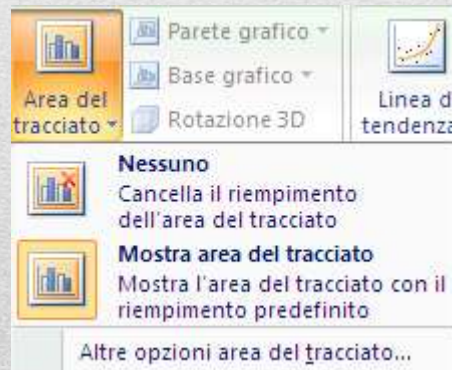 Area del
tracciato
Parete grafico
Base grafico
Rotazione 3D
Linea d
tendenza
Nessuno
Cancella il riempimento
dell'area del tracciato
Mostra area del tracciato
Mostra l'area del tracciato con il
riempimento predefinito
Altre opzioni area del tracciato...